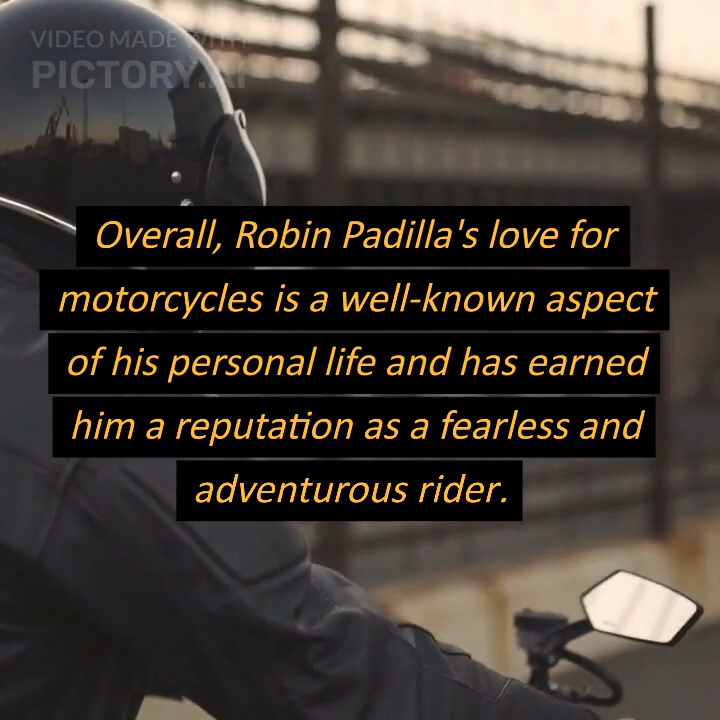 VIDEO MADE WITH
PICTORY.AI
Overall, Robin Padilla's love for
motorcycles is a well-known aspect
of his personal life and has earned
him a reputation as a fearless and
adventurous rider.